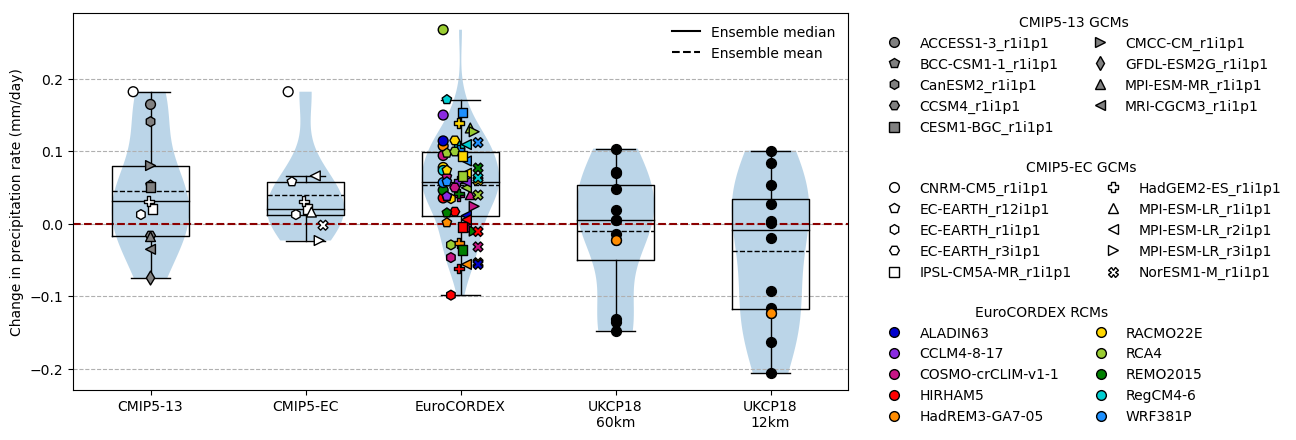 Change in precipitation rate (mm/day)
0.2
0.1
0.0
−0.1
−0.2
Ensemble median
Ensemble mean
CMIP5-13
CMIP5-EC
EuroCORDEX
UKCP18
60km
UKCP18
12km
CMIP5-13 GCMs
ACCESS1-3_r1i1p1
BCC-CSM1-1_r1i1p1
CanESM2_r1i1p1
CCSM4_r1i1p1
CESM1-BGC_r1i1p1
CMCC-CM_r1i1p1
GFDL-ESM2G_r1i1p1
MPI-ESM-MR_r1i1p1
MRI-CGCM3_r1i1p1
CMIP5-EC GCMs
CNRM-CM5_r1i1p1
EC-EARTH_r12i1p1
EC-EARTH_r1i1p1
EC-EARTH_r3i1p1
IPSL-CM5A-MR_r1i1p1
HadGEM2-ES_r1i1p1
MPI-ESM-LR_r1i1p1
MPI-ESM-LR_r2i1p1
MPI-ESM-LR_r3i1p1
NorESM1-M_r1i1p1
EuroCORDEX RCMs
ALADIN63
CCLM4-8-17
COSMO-crCLIM-v1-1
HIRHAM5
HadREM3-GA7-05
RACMO22E
RCA4
REMO2015
RegCM4-6
WRF381P